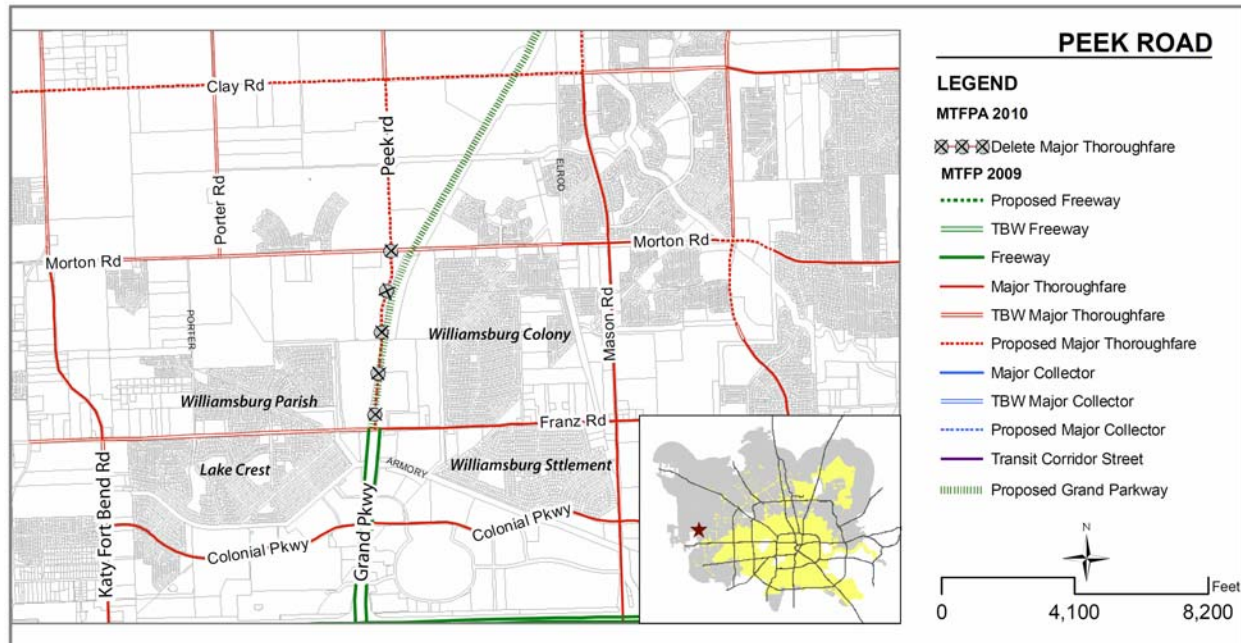 PEEK ROAD
LEGEND
MTFPA 2010
Delete Major Thoroughfare
MTFP 2009
Proposed Freeway
TBW Freeway
Freeway
Major Thoroughfare
TBW Major Thoroughfare
Proposed Major Thoroughfare
Major Collector
TBW Major Collector
Proposed Major Collector
Transit Corridor Street
Proposed Grand Parkway
N
Feet
0 4,100 8,200
Clay Rd
Peek rd
Porter Rd
ELROD
Morton Rd
Morton Rd
PORTER
Williamsburg Colony
Mason Rd
Williamsburg Parish
Franz Rd
Lake Crest
ARMORY
Williamsburg Sttlement
Katy Fort Bend Rd
Grand Pkwy
Colonial Pkwy
Colonial Pkwy